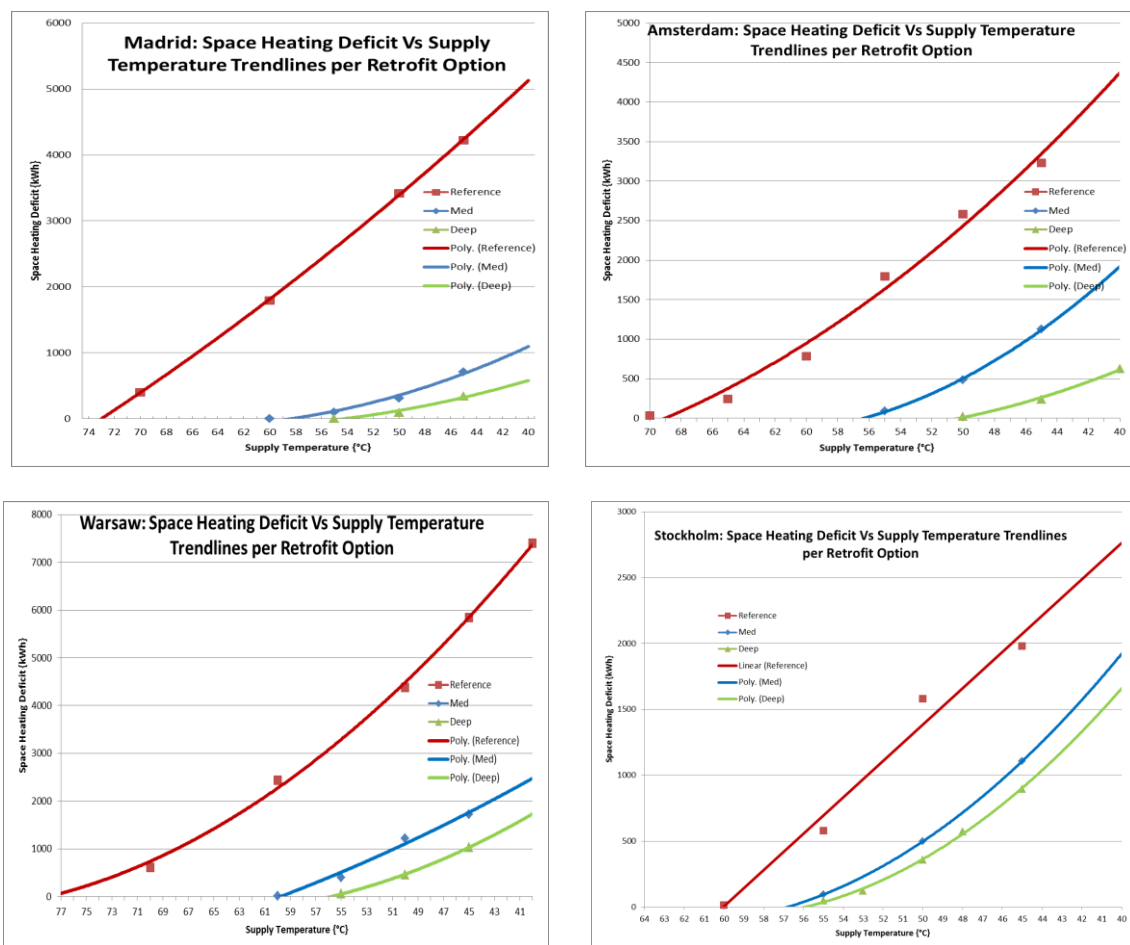 Madrid: Space Heating Deficit Vs Supply
Temperature Trendlines per Retrofit Option
Space Heating Deficit {kWh}
6000
5000
4000
3000
2000
1000
0
Reference
Med
Deep
Poly. (Reference)
Poly. (Med)
Poly. (Deep)
74 72 70 68 66 64 62 60 58 56 54 52 50 48 46 44 42 40
Supply Temperature {°C}
Amsterdam: Space Heating Deficit Vs Supply Temperature
Trendlines per Retrofit Option
Space Heating Deficit {kWh}
5000
4500
4000
3500
3000
2500
2000
1500
1000
500
0
Reference
Med
Deep
Poly. (Reference)
Poly. (Med)
Poly. (Deep)
70 68 66 64 62 60 58 56 54 52 50 48 46 44 42 40
Supply Temperature {°C}
Warsaw: Space Heating Deficit Vs Supply Temperature
Trendlines per Retrofit Option
Space Heating Deficit {kWh}
8000
7000
6000
5000
4000
3000
2000
1000
0
Reference
Med
Deep
Poly. (Reference)
Poly. (Med)
Poly. (Deep)
77 75 73 71 69 67 65 63 61 59 57 55 53 51 49 47 45 43 41
Supply Temperature {°C}
Stockholm: Space Heating Deficit Vs Supply Temperature Trendlines
per Retrofit Option
Space Heating Deficit {kWh}
3000
2500
2000
1500
1000
500
0
Reference
Med
Deep
Linear (Reference)
Poly. (Med)
Poly. (Deep)
64 63 62 61 60 59 58 57 56 55 54 53 52 51 50 49 48 47 46 45 44 43 42 41 40
Supply Temperature {°C}